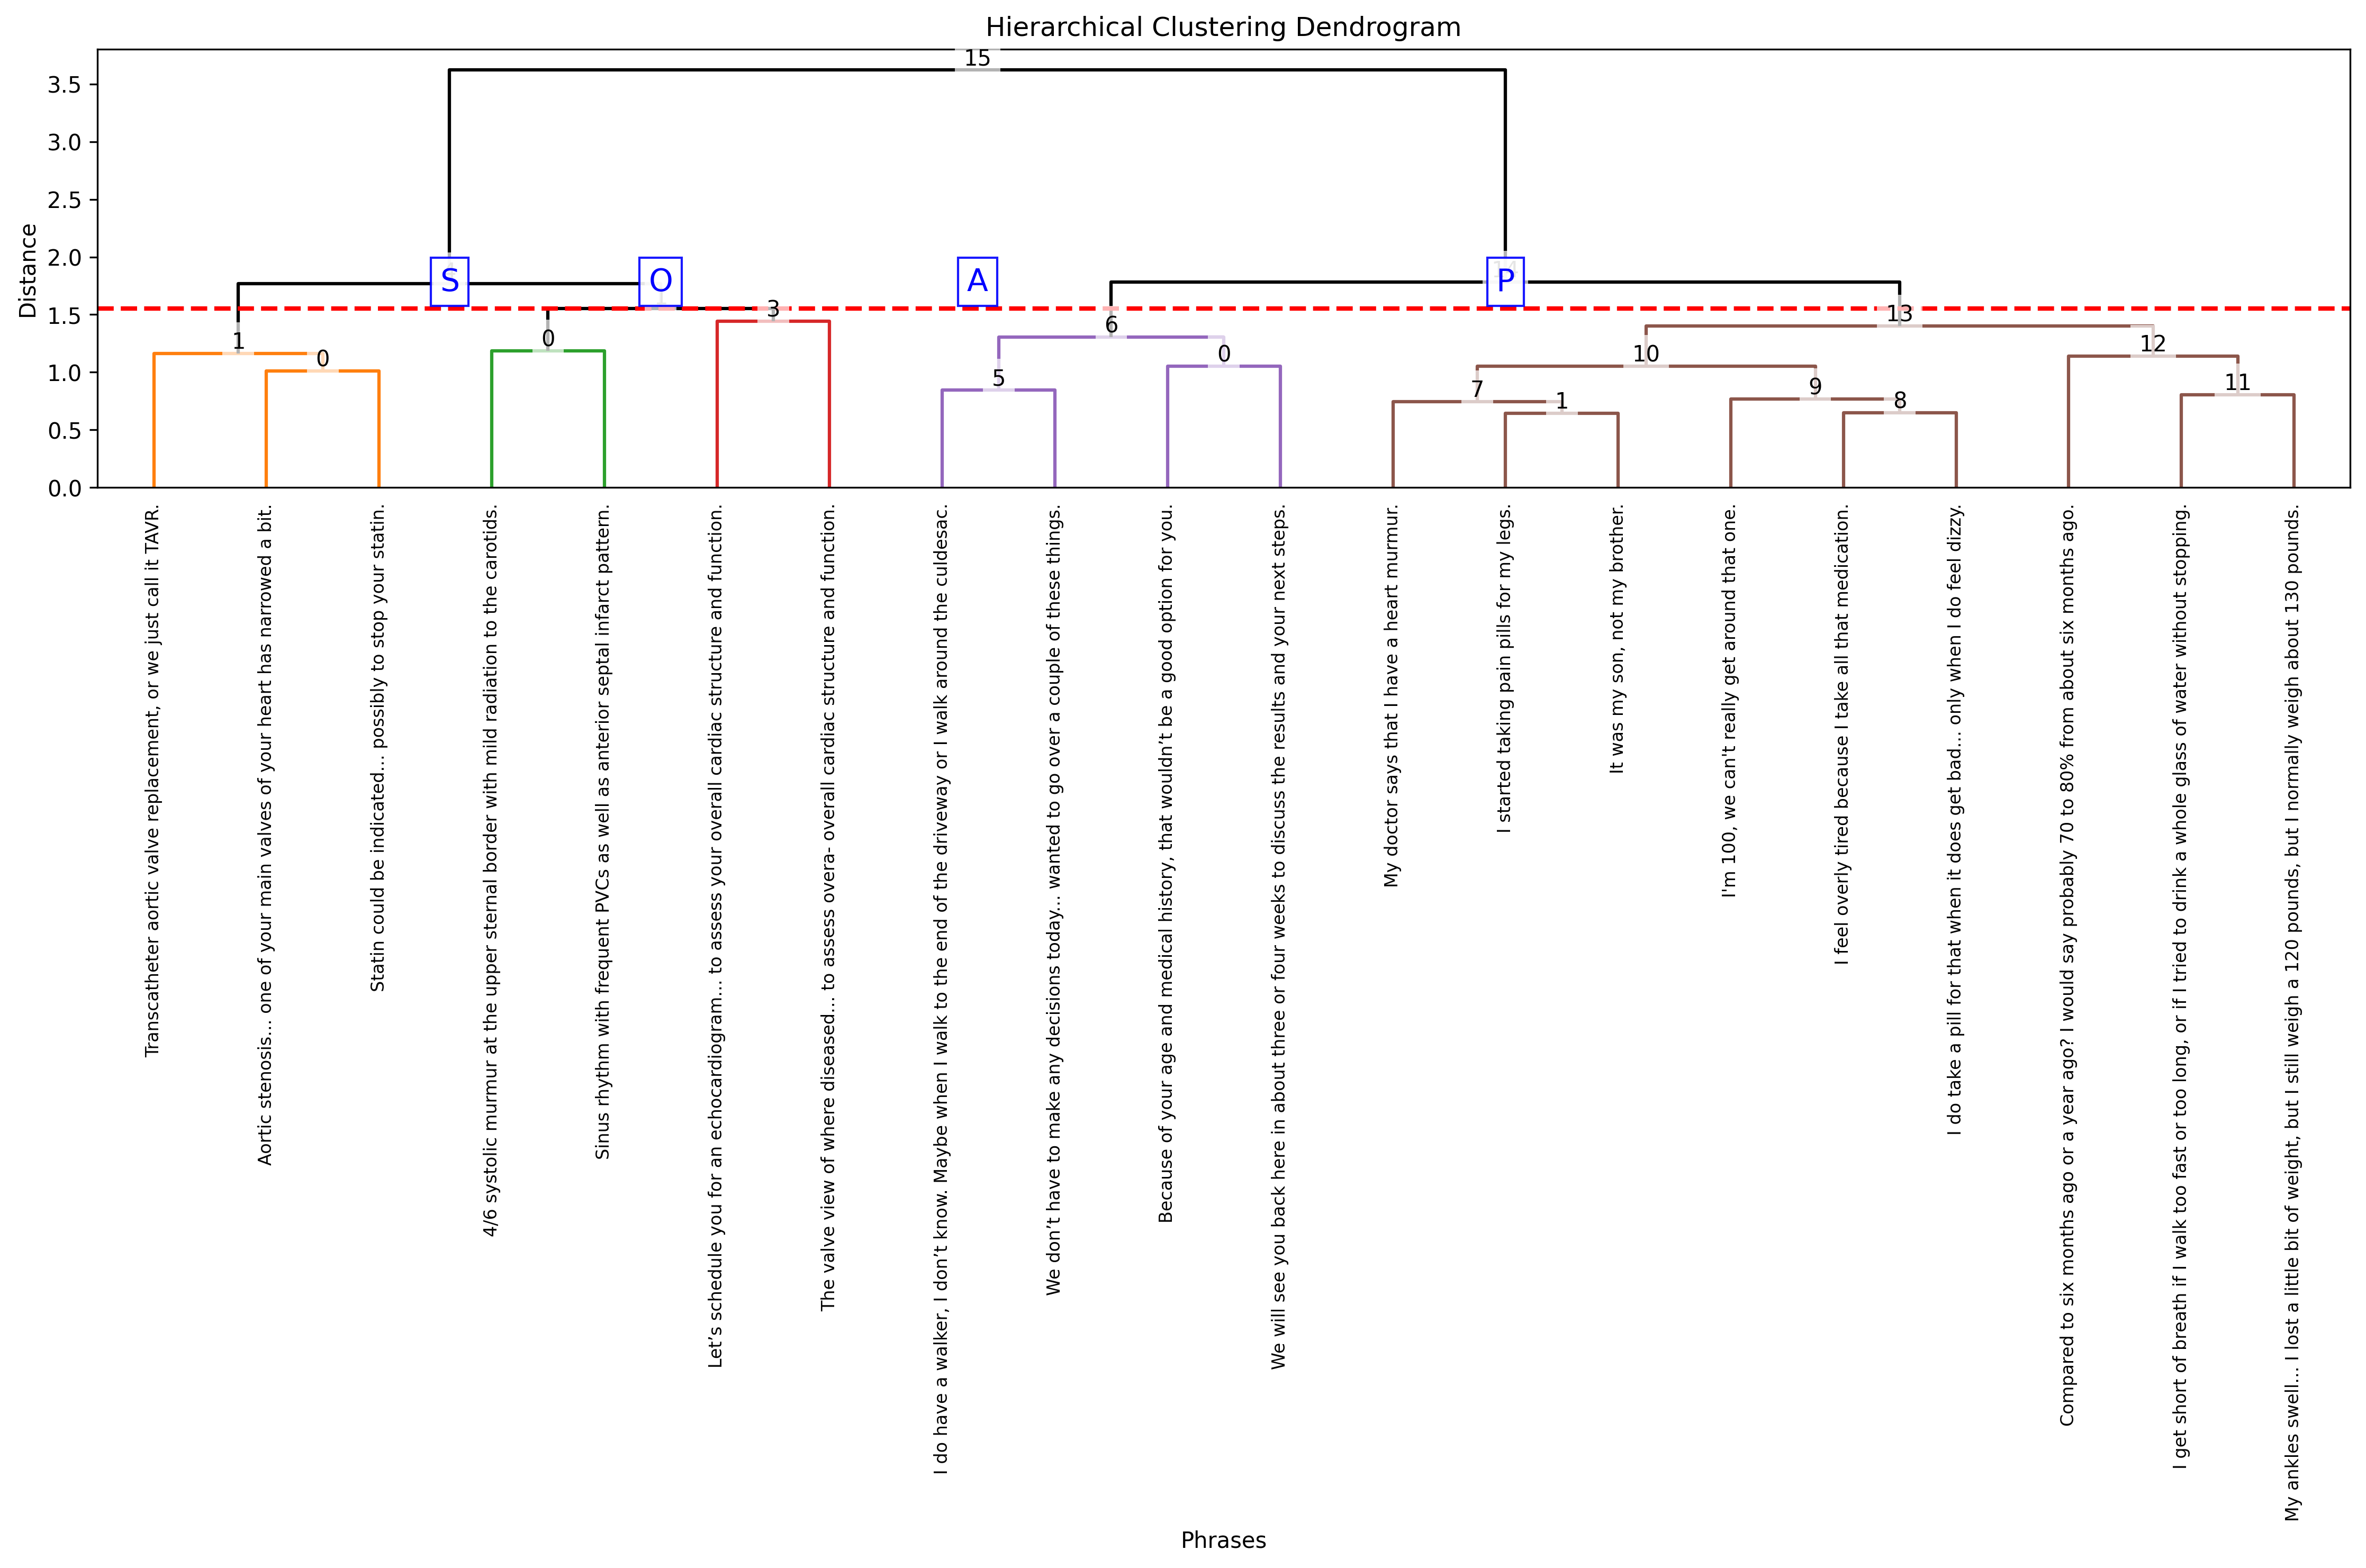 Hierarchical Clustering Dendrogram
Distance
3.5
3.0
2.5
2.0
1.5
1.0
0.5
0.0
15
S
O
A
P
1
0
0
3
6
5
0
13
10
7
1
9
8
12
11
Transcatheter aortic valve replacement, or we just call it TAVR.
Aortic stenosis... one of your main valves of your heart has narrowed a bit.
Statin could be indicated... possibly to stop your statin.
4/6 systolic murmur at the upper sternal border with mild radiation to the carotids.
Sinus rhythm with frequent PVCs as well as anterior septal infarct pattern.
Let’s schedule you for an echocardiogram... to assess your overall cardiac structure and function.
The valve view of where diseased... to assess overa- overall cardiac structure and function.
I do have a walker, I don’t know. Maybe when I walk to the end of the driveway or I walk around the culdesac.
We don’t have to make any decisions today... wanted to go over a couple of these things.
Because of your age and medical history, that wouldn’t be a good option for you.
We will see you back here in about three or four weeks to discuss the results and your next steps.
My doctor says that I have a heart murmur.
I started taking pain pills for my legs.
It was my son, not my brother.
I'm 100, we can't really get around that one.
I feel overly tired because I take all that medication.
I do take a pill for that when it does get bad... only when I do feel dizzy.
Compared to six months ago or a year ago? I would say probably 70 to 80% from about six months ago.
I get short of breath if I walk too fast or too long, or if I tried to drink a whole glass of water without stopping.
My ankles swell... I lost a little bit of weight, but I still weigh a 120 pounds, but I normally weigh about 130 pounds.
Phrases